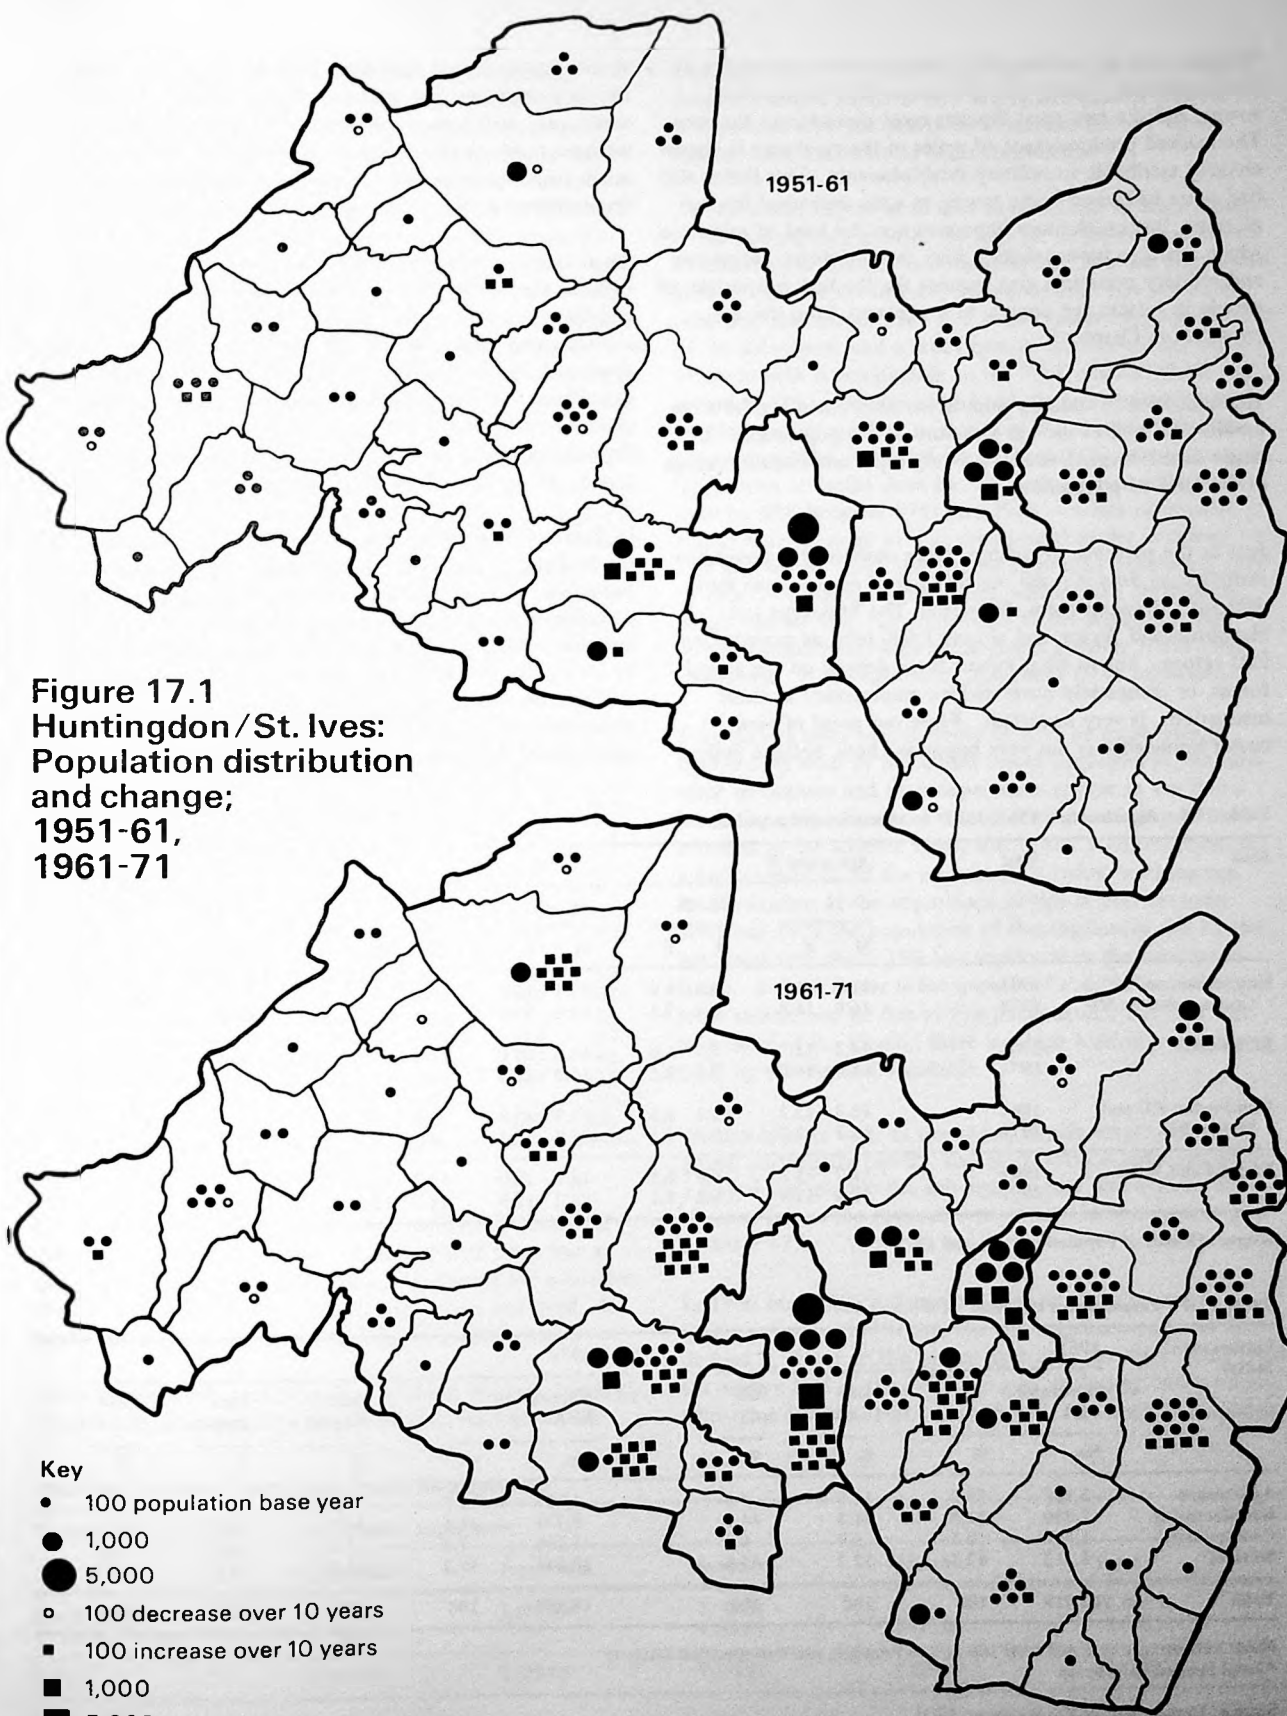 1951-61
Figure 17.1
Huntingdon/St. Ives:
Population distribution
and change;
1951-61,
1961-71
1961-71
Key
100 population base year
1,000
5,000
100 decrease over 10 years
100 increase over 10 years
1,000